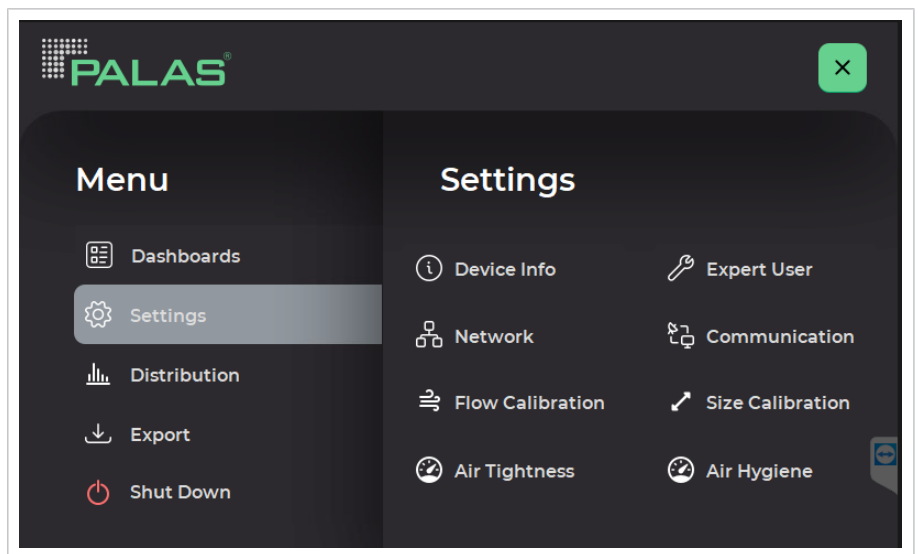 PALAS®
Menu
Dashboards
Settings
Distribution
Export
Shut Down
Settings
Device Info
Expert User
Network
Communication
Flow Calibration
Size Calibration
Air Tightness
Air Hygiene